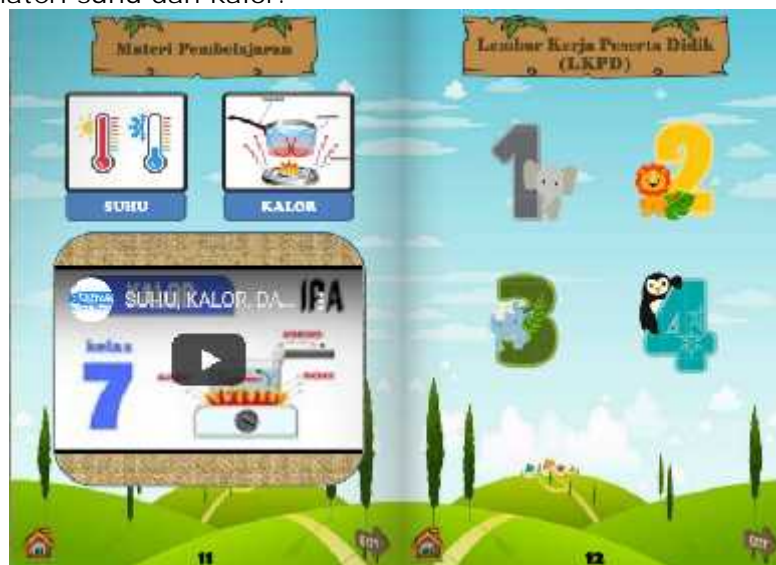 materi suhu dan kalor.
Materi Pembelajaran
SUHU
KALOR
SUHU, KALOR, DA...
IPA
KALOR
kelas
7
11
Lembar Kerja Peserta Didik
(LKPD)
1
2
3
4
12